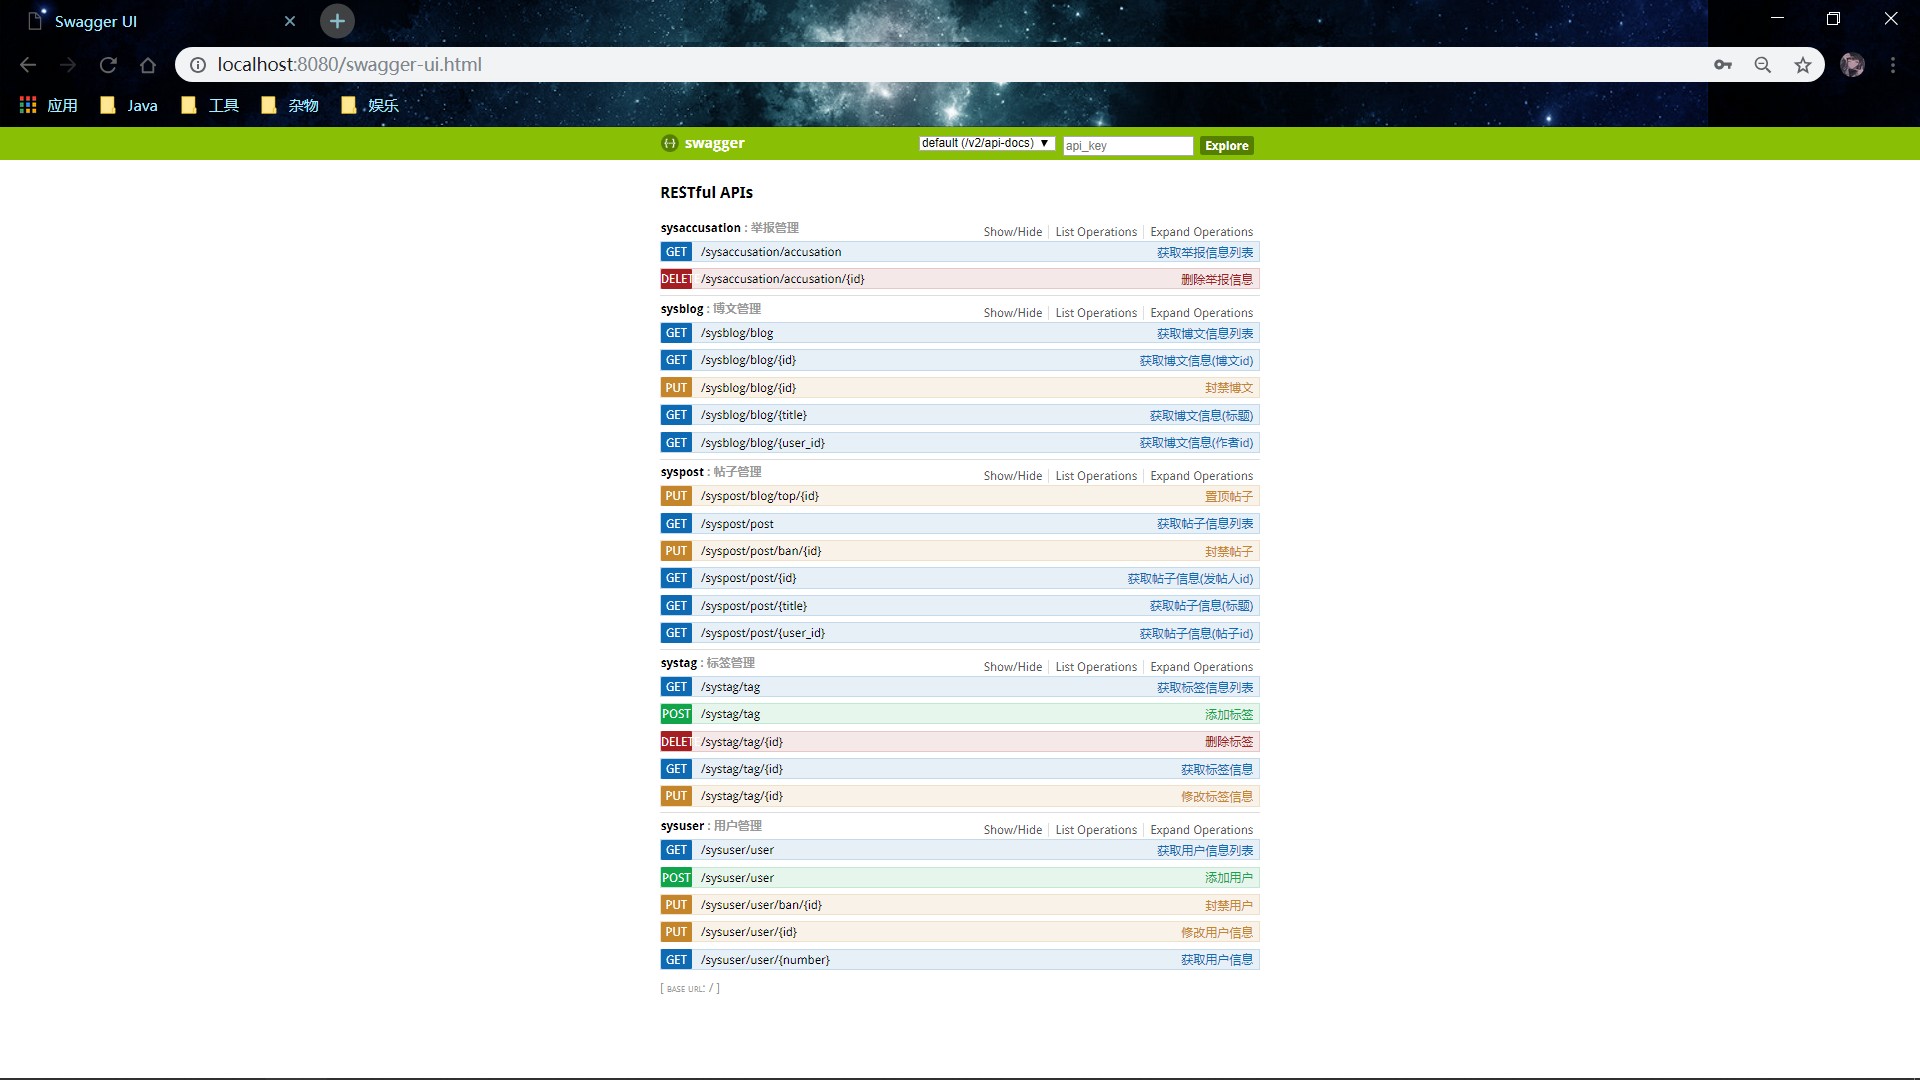 Swagger UI
localhost:8080/swagger-ui.html
应用 Java 工具 杂物 娱乐
swagger default (/v2/api-docs) api_key Explore
RESTful APIs
sysaccusation : 举报管理 Show/Hide List Operations Expand Operations
GET /sysaccusation/accusation 获取举报信息列表
DELET /sysaccusation/accusation/{id} 删除举报信息
sysblog : 博文管理 Show/Hide List Operations Expand Operations
GET /sysblog/blog 获取博文信息列表
GET /sysblog/blog/{id} 获取博文信息(博文id)
PUT /sysblog/blog/{id} 封禁博文
GET /sysblog/blog/{title} 获取博文信息(标题)
GET /sysblog/blog/{user_id} 获取博文信息(作者id)
syspost : 帖子管理 Show/Hide List Operations Expand Operations
PUT /syspost/blog/top/{id} 置顶帖子
GET /syspost/post 获取帖子信息列表
PUT /syspost/post/ban/{id} 封禁帖子
GET /syspost/post/{id} 获取帖子信息(发帖人id)
GET /syspost/post/{title} 获取帖子信息(标题)
GET /syspost/post/{user_id} 获取帖子信息(帖子id)
systag : 标签管理 Show/Hide List Operations Expand Operations
GET /systag/tag 获取标签信息列表
POST /systag/tag 添加标签
DELET /systag/tag/{id} 删除标签
GET /systag/tag/{id} 获取标签信息
PUT /systag/tag/{id} 修改标签信息
sysuser : 用户管理 Show/Hide List Operations Expand Operations
GET /sysuser/user 获取用户信息列表
POST /sysuser/user 添加用户
PUT /sysuser/user/ban/{id} 封禁用户
PUT /sysuser/user/{id} 修改用户信息
GET /sysuser/user/{number} 获取用户信息
[ BASE URL: / ]